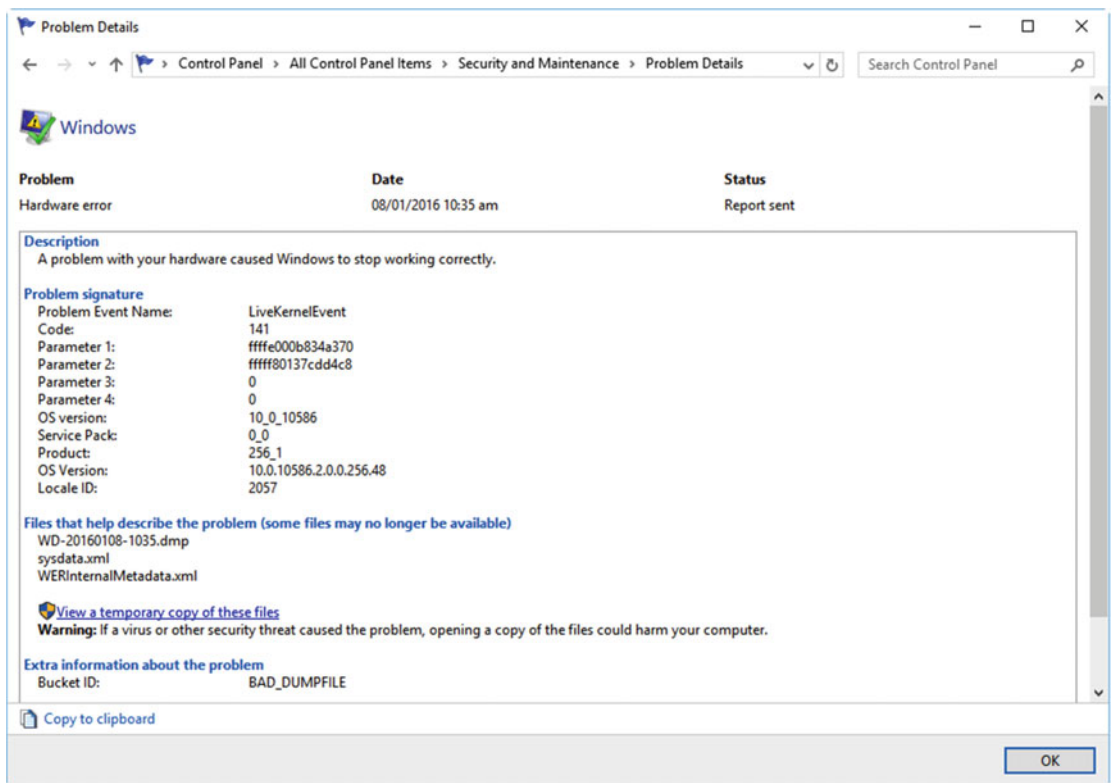 Problem Details
Control Panel > All Control Panel Items > Security and Maintenance > Problem Details
Search Control Panel
Windows
Problem Date Status
Hardware error 08/01/2016 10:35 am Report sent
Description
A problem with your hardware caused Windows to stop working correctly.
Problem signature
Problem Event Name: LiveKernelEvent
Code: 141
Parameter 1: ffffe000b834a370
Parameter 2: fffff80137cdd4c8
Parameter 3: 0
Parameter 4: 0
OS version: 10_0_10586
Service Pack: 0_0
Product: 256_1
OS Version: 10.0.10586.2.0.0.256.48
Locale ID: 2057
Files that help describe the problem (some files may no longer be available)
WD-20160108-1035.dmp
sysdata.xml
WERInternalMetadata.xml
View a temporary copy of these files
Warning: If a virus or other security threat caused the problem, opening a copy of the files could harm your computer.
Extra information about the problem
Bucket ID: BAD_DUMPFILE
Copy to clipboard
OK